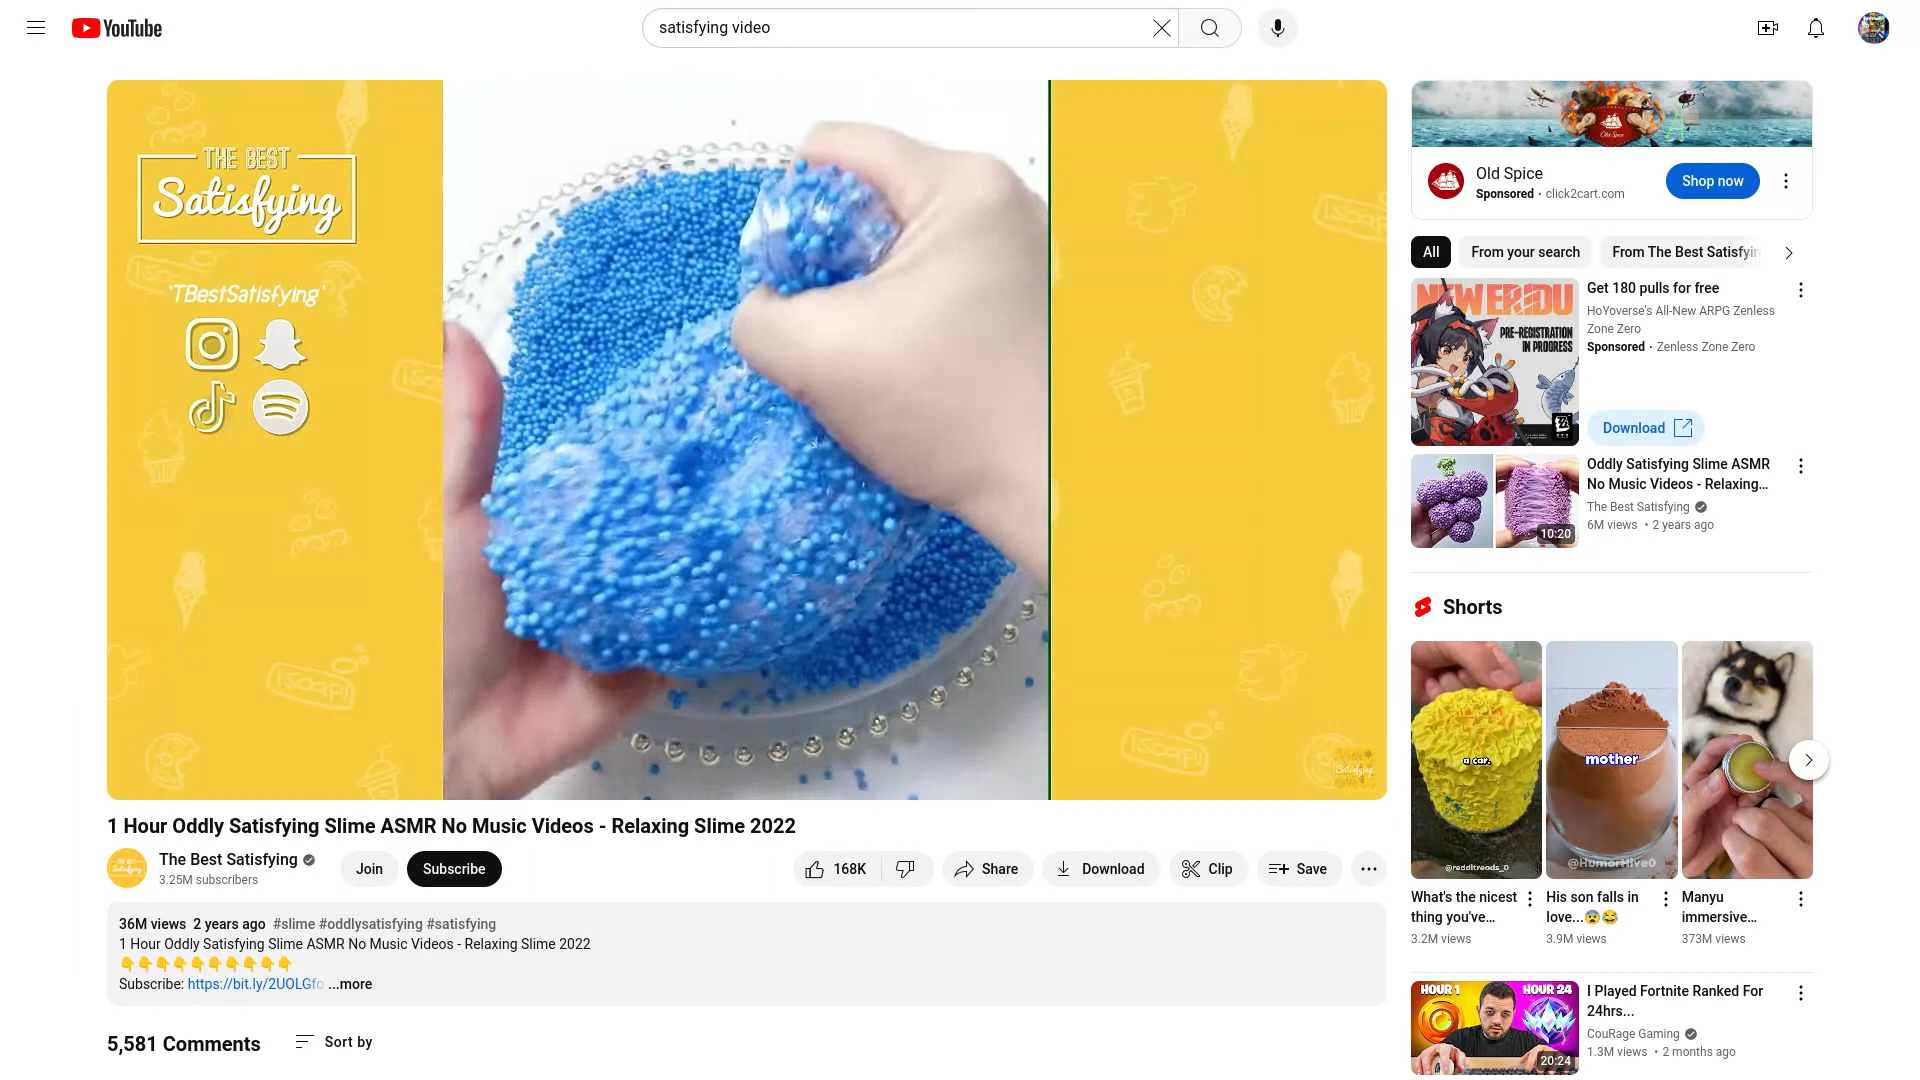 YouTube
satisfying video
THE BEST
Satisfying
'TBestSatisfying'
Satisfying
1 Hour Oddly Satisfying Slime ASMR No Music Videos - Relaxing Slime 2022
The Best Satisfying
3.25M subscribers
Join
Subscribe
168K
Share
Download
Clip
Save
36M views 2 years ago #slime #oddlysatisfying #satisfying
1 Hour Oddly Satisfying Slime ASMR No Music Videos - Relaxing Slime 2022
👇👇👇👇👇👇👇👇👇👇
Subscribe: https://bit.ly/2UOLGfo ...more
5,581 Comments
Sort by
Old Spice
Old Spice
Sponsored · click2cart.com
Shop now
All
From your search
From The Best Satisfyin
NEW ERIDU
PRE-REGISTRATION
IN PROGRESS
Get 180 pulls for free
HoYoverse's All-New ARPG Zenless
Zone Zero
Sponsored · Zenless Zone Zero
Download
10:20
Oddly Satisfying Slime ASMR
No Music Videos - Relaxing...
The Best Satisfying
6M views • 2 years ago
Shorts
a car.
@redditreads_0
mother
@HumorHive0
What's the nicest
thing you've...
3.2M views
His son falls in
love...😨😂
3.9M views
Manyu
immersive...
373M views
HOUR 1
HOUR 24
20:24
I Played Fortnite Ranked For
24hrs...
CouRage Gaming
1.3M views • 2 months ago